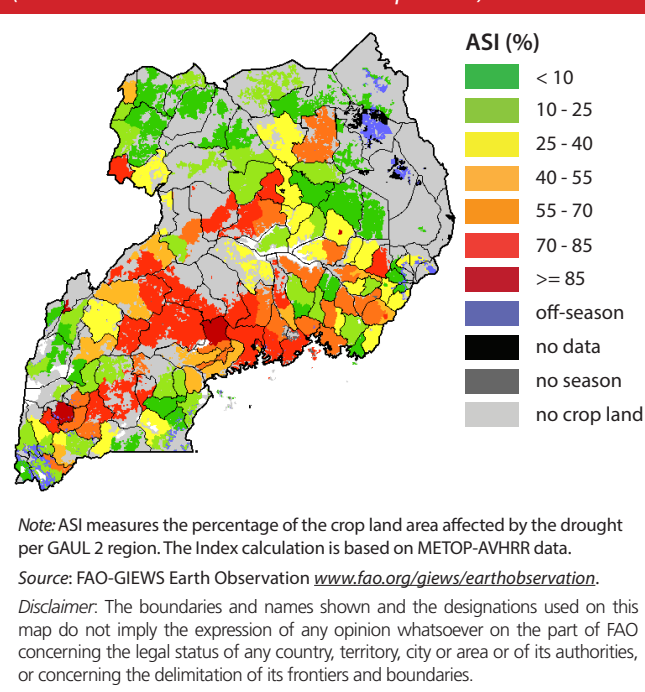 ASI (%)
< 10
10 - 25
25 - 40
40 - 55
55 - 70
70 - 85
>= 85
off-season
no data
no season
no crop land
Note: ASI measures the percentage of the crop land area affected by the drought
per GAUL 2 region. The Index calculation is based on METOP-AVHRR data.
Source: FAO-GIEWS Earth Observation www.fao.org/giews/earthobservation.
Disclaimer: The boundaries and names shown and the designations used on this
map do not imply the expression of any opinion whatsoever on the part of FAO
concerning the legal status of any country, territory, city or area or of its authorities,
or concerning the delimitation of its frontiers and boundaries.